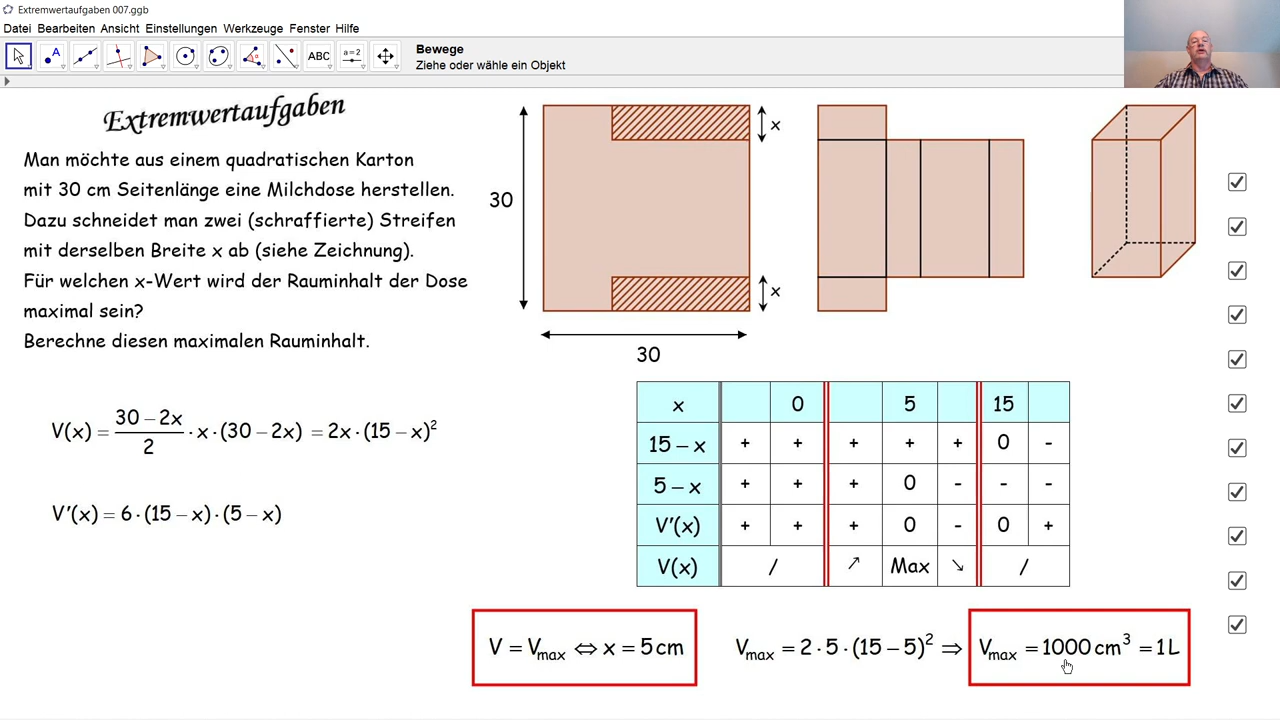 Extremwertaufgaben 007.ggb
Datei Bearbeiten Ansicht Einstellungen Werkzeuge Fenster Hilfe
A ABC a=2
Bewege
Ziehe oder wähle ein Objekt
Extremwertaufgaben
Man möchte aus einem quadratischen Karton
mit 30 cm Seitenlänge eine Milchdose herstellen.
Dazu schneidet man zwei (schraffierte) Streifen
mit derselben Breite x ab (siehe Zeichnung).
Für welchen x-Wert wird der Rauminhalt der Dose
maximal sein?
Berechne diesen maximalen Rauminhalt.
x
30
x
30
V(x) = (30 − 2x)/2 · x · (30 − 2x) = 2x · (15 − x)²
V′(x) = 6 · (15 − x) · (5 − x)
x 0 5 15
15 − x + + + + + 0 -
5 − x + + + 0 - - -
V′(x) + + + 0 - 0 +
V(x) / ↗ Max ↘ /
V = Vmax ⇔ x = 5 cm
Vmax = 2 · 5 · (15 − 5)² ⇒ Vmax = 1000 cm³ = 1 L